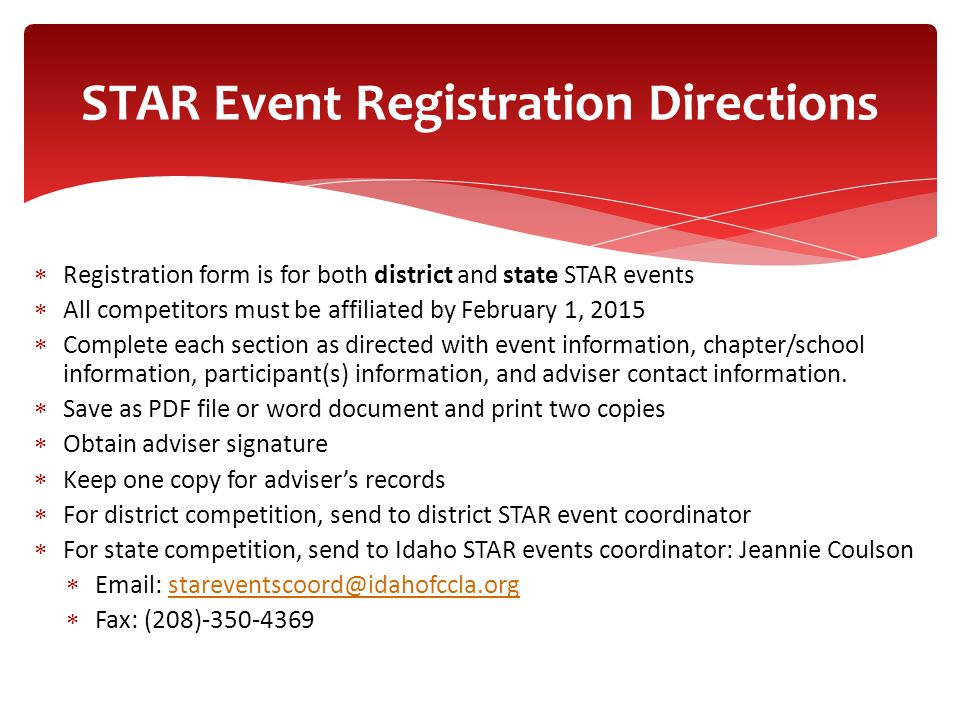 STAR Event Registration Directions
* Registration form is for both district and state STAR events
* All competitors must be affiliated by February 1, 2015
* Complete each section as directed with event information, chapter/school
information, participant(s) information, and adviser contact information.
* Save as PDF file or word document and print two copies
* Obtain adviser signature
* Keep one copy for adviser’s records
* For district competition, send to district STAR event coordinator
* For state competition, send to Idaho STAR events coordinator: Jeannie Coulson
* Email: stareventscoord@idahofccla.org
* Fax: (208)-350-4369